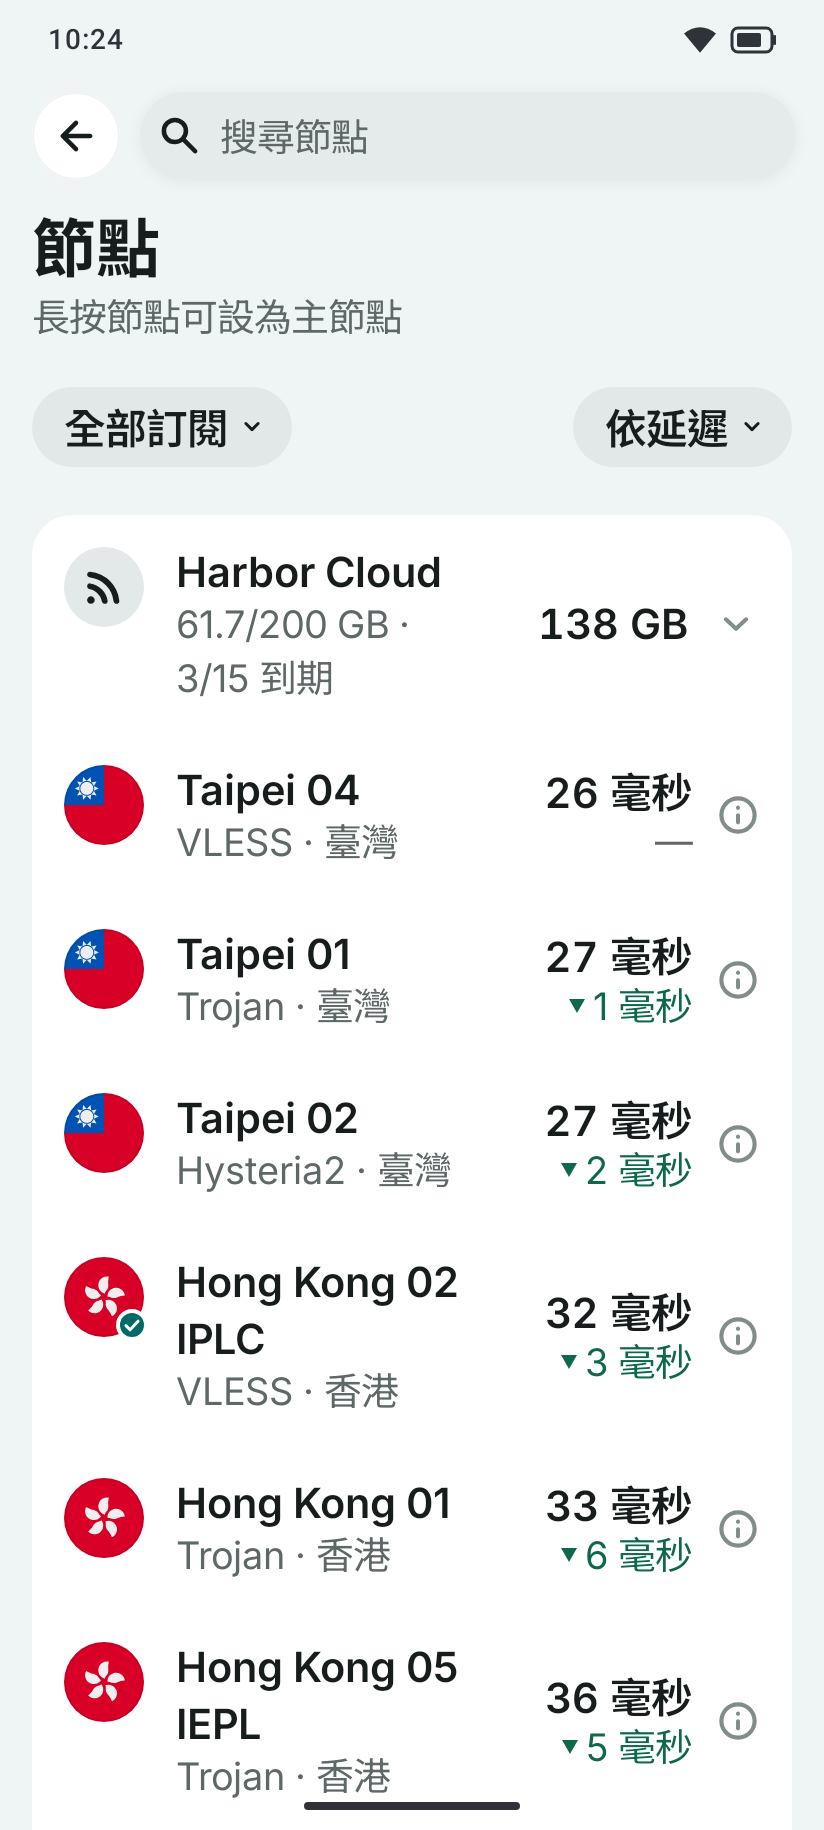 10:24
搜尋節點
節點
長按節點可設為主節點
全部訂閱
依延遲
Harbor Cloud
61.7/200 GB ·
3/15 到期
138 GB
Taipei 04
VLESS · 臺灣
26 毫秒
—
Taipei 01
Trojan · 臺灣
27 毫秒
▼1 毫秒
Taipei 02
Hysteria2 · 臺灣
27 毫秒
▼2 毫秒
Hong Kong 02
IPLC
VLESS · 香港
32 毫秒
▼3 毫秒
Hong Kong 01
Trojan · 香港
33 毫秒
▼6 毫秒
Hong Kong 05
IEPL
Trojan · 香港
36 毫秒
▼5 毫秒